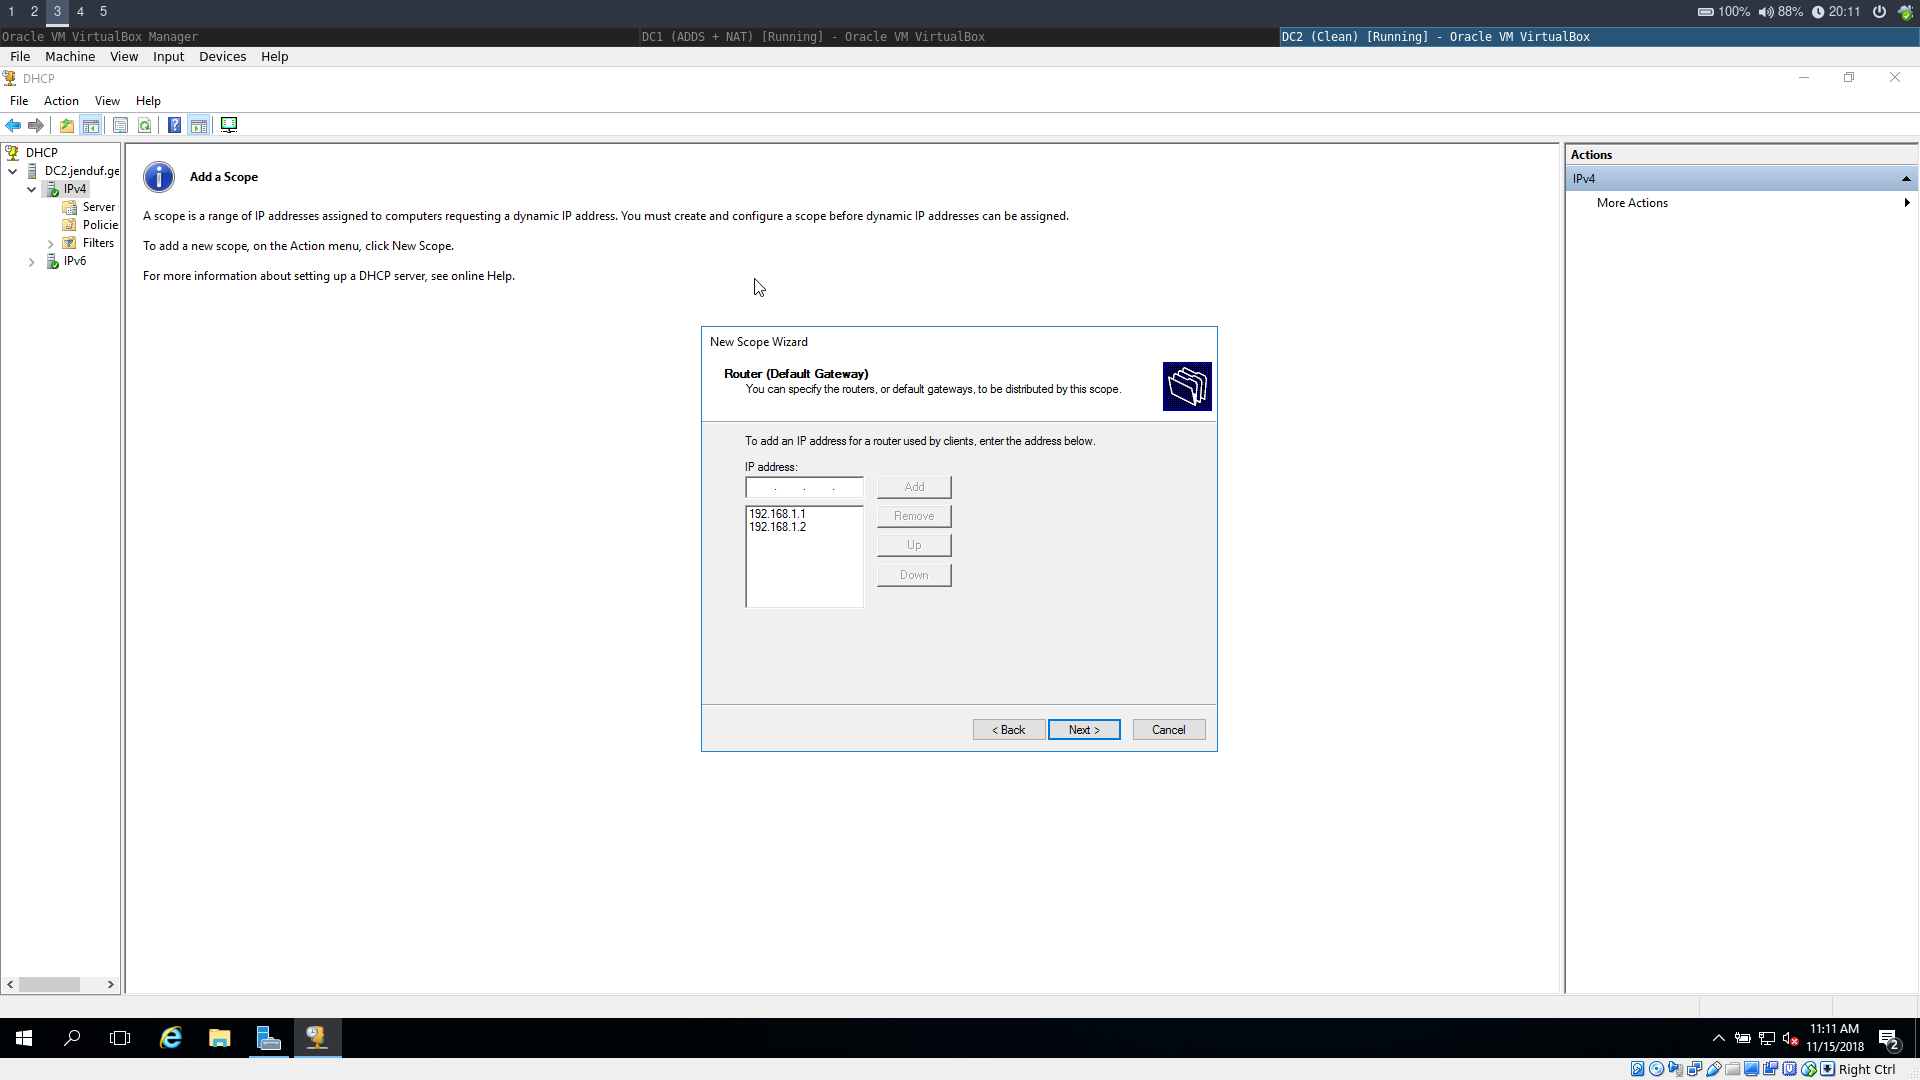 1 2 3 4 5
100% 88% 20:11
Oracle VM VirtualBox Manager
DC1 (ADDS + NAT) [Running] - Oracle VM VirtualBox
DC2 (Clean) [Running] - Oracle VM VirtualBox
File Machine View Input Devices Help
DHCP
File Action View Help
DHCP
DC2.jenduf.ge
IPv4
Server
Policie
Filters
IPv6
Add a Scope
A scope is a range of IP addresses assigned to computers requesting a dynamic IP address. You must create and configure a scope before dynamic IP addresses can be assigned.
To add a new scope, on the Action menu, click New Scope.
For more information about setting up a DHCP server, see online Help.
New Scope Wizard
Router (Default Gateway)
You can specify the routers, or default gateways, to be distributed by this scope.
To add an IP address for a router used by clients, enter the address below.
IP address:
. . .
Add
192.168.1.1
192.168.1.2
Remove
Up
Down
< Back
Next >
Cancel
Actions
IPv4
More Actions
11:11 AM
11/15/2018
2
Right Ctrl